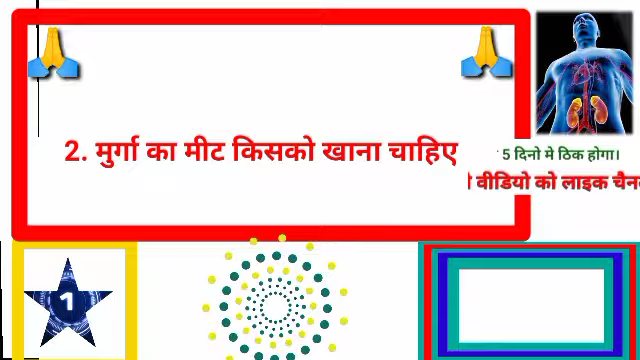 2. मुर्गा का मीट किसको खाना चाहिए
5 दिनो मे ठिक होगा।
वीडियो को लाइक
1